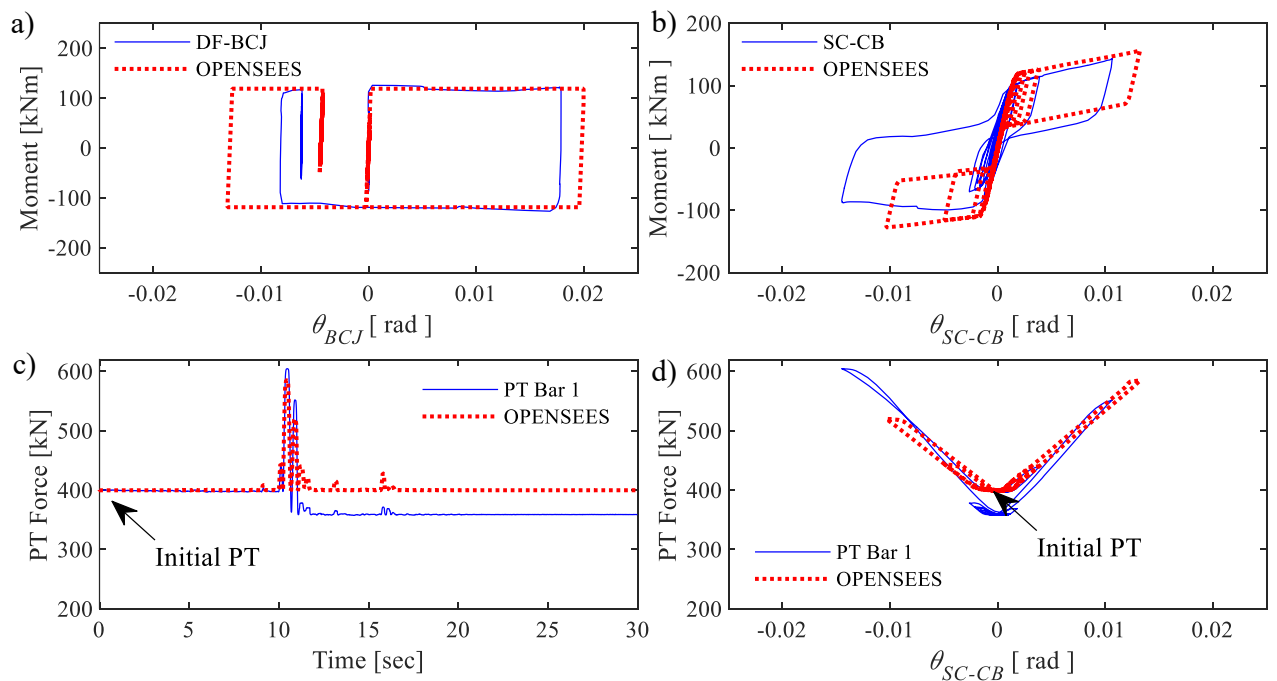 a)
DF-BCJ
OPENSEES
200
100
0
-100
-200
Moment [kNm]
-0.02
-0.01
0
0.01
0.02
θBCJ [ rad ]
b)
SC-CB
OPENSEES
200
100
0
-100
-200
Moment [ kNm]
-0.02
-0.01
0
0.01
0.02
θSC-CB [ rad ]
c)
PT Bar 1
OPENSEES
600
500
400
300
200
PT Force [kN]
Initial PT
0
5
10
15
20
25
30
Time [sec]
d)
600
500
400
300
200
PT Force [kN]
Initial PT
PT Bar 1
OPENSEES
-0.02
-0.01
0
0.01
0.02
θSC-CB [ rad ]